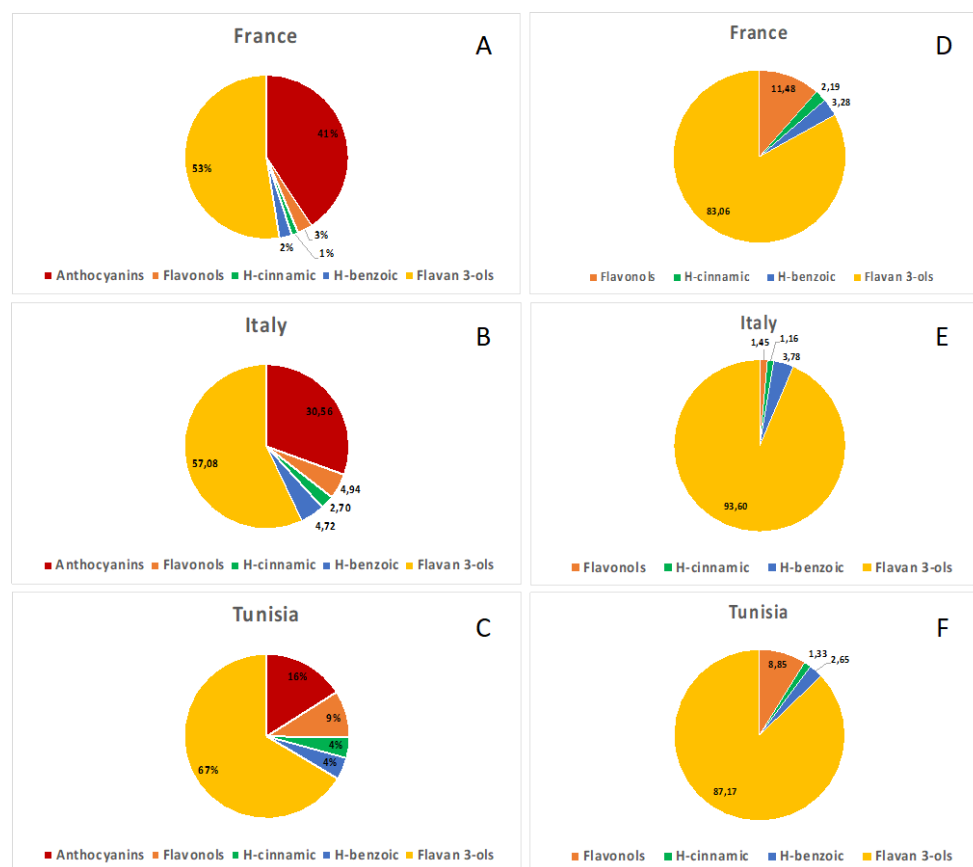 France
A
41%
53%
3%
1%
2%
Anthocyanins Flavonols H-cinnamic H-benzoic Flavan 3-ols
France
D
11,48
2,19
3,28
83,06
Flavonols H-cinnamic H-benzoic Flavan 3-ols
Italy
B
30,56
57,08
4,94
2,70
4,72
Anthocyanins Flavonols H-cinnamic H-benzoic Flavan 3-ols
Italy
E
1,45
1,16
3,78
93,60
Flavonols H-cinnamic H-benzoic Flavan 3-ols
Tunisia
C
16%
9%
4%
4%
67%
Anthocyanins Flavonols H-cinnamic H-benzoic Flavan 3-ols
Tunisia
F
8,85
1,33
2,65
87,17
Flavonols H-cinnamic H-benzoic Flavan 3-ols